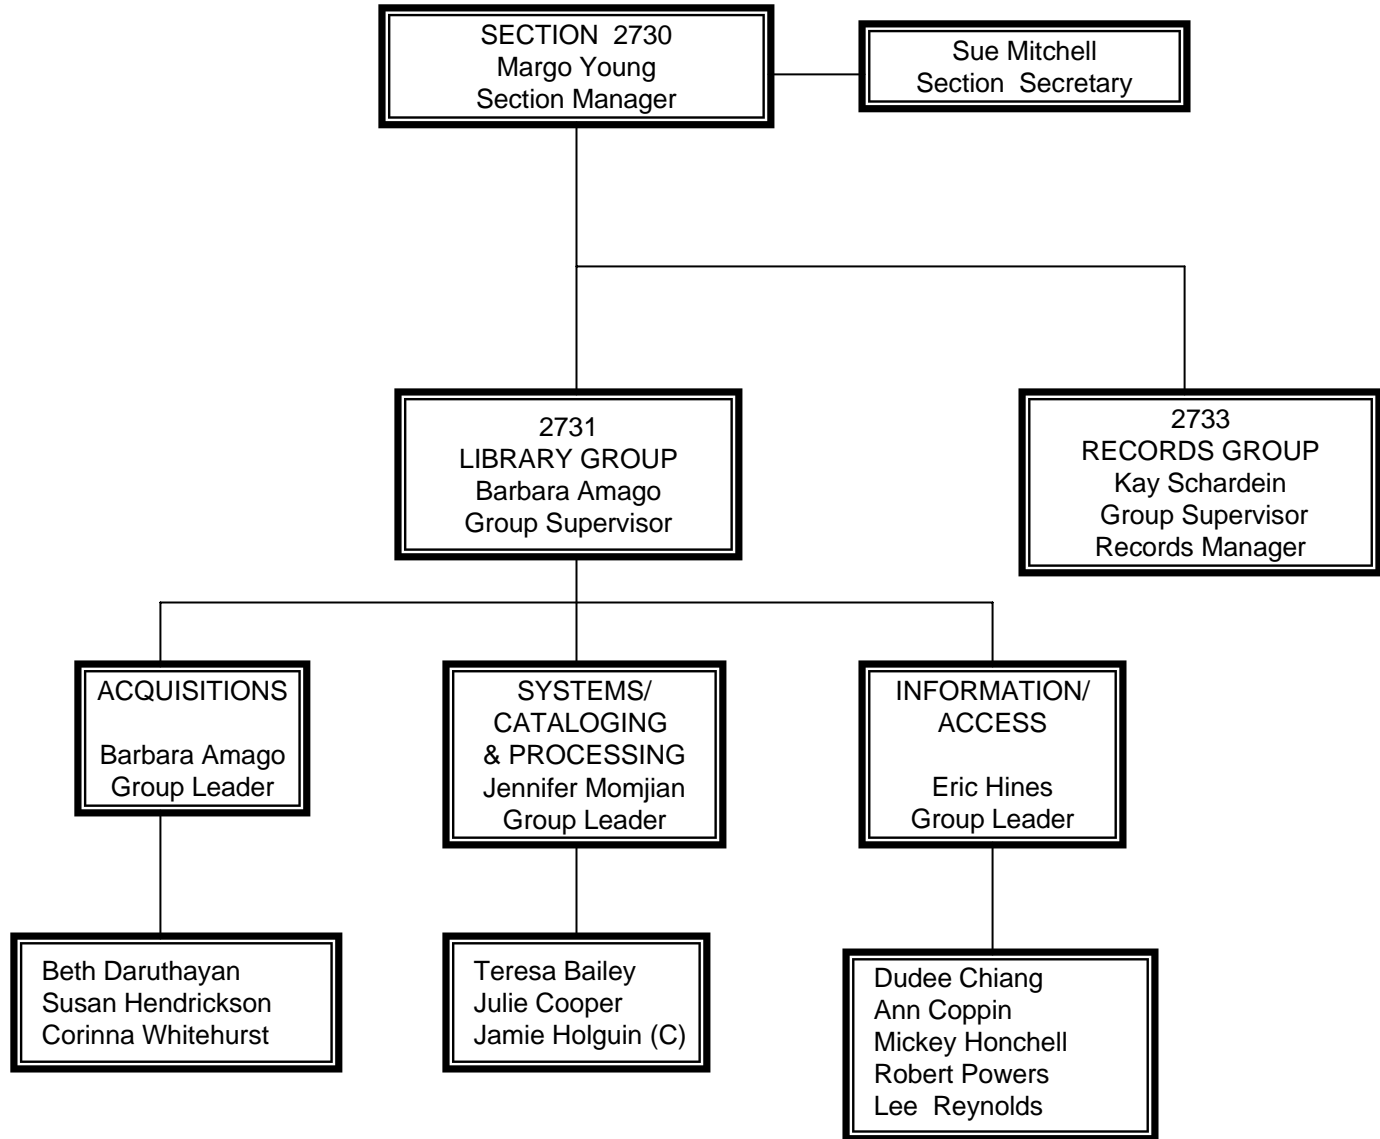 SECTION 2730
Margo Young
Section Manager
Sue Mitchell
Section Secretary
2731
LIBRARY GROUP
Barbara Amago
Group Supervisor
2733
RECORDS GROUP
Kay Schardein
Group Supervisor
Records Manager
ACQUISITIONS
Barbara Amago
Group Leader
SYSTEMS/
CATALOGING
& PROCESSING
Jennifer Momjian
Group Leader
INFORMATION/
ACCESS
Eric Hines
Group Leader
Beth Daruthayan
Susan Hendrickson
Corinna Whitehurst
Teresa Bailey
Julie Cooper
Jamie Holguin (C)
Dudee Chiang
Ann Coppin
Mickey Honchell
Robert Powers
Lee Reynolds